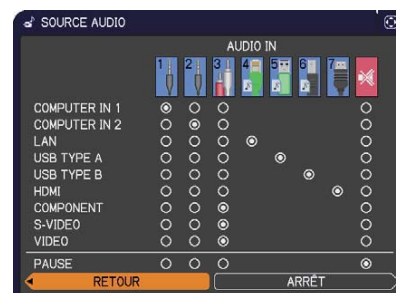 SOURCE AUDIO
AUDIO IN
1 2 3 4 5 6 7
COMPUTER IN 1
COMPUTER IN 2
LAN
USB TYPE A
USB TYPE B
HDMI
COMPONENT
S-VIDEO
VIDEO
PAUSE
RETOUR ARRÊT